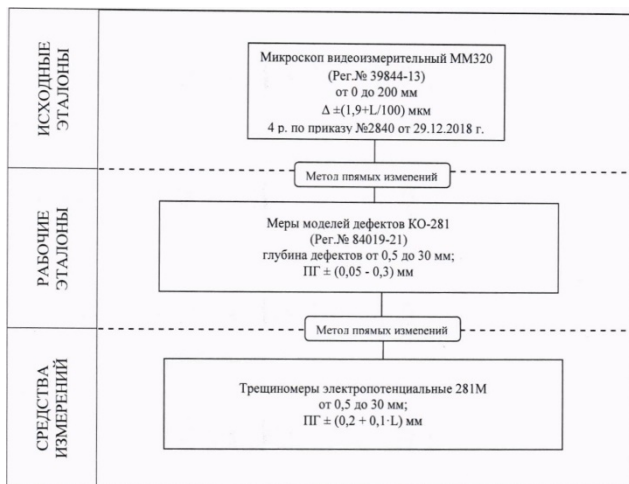 ИСХОДНЫЕ
ЭТАЛОНЫ
Микроскоп видеоизмерительный ММ320
(Рег.№ 39844-13)
от 0 до 200 мм
Δ ±(1,9+L/100) мкм
4 р. по приказу №2840 от 29.12.2018 г.
Метод прямых измерений
РАБОЧИЕ
ЭТАЛОНЫ
Меры моделей дефектов КО-281
(Рег.№ 84019-21)
глубина дефектов от 0,5 до 30 мм;
ПГ ± (0,05 - 0,3) мм
Метод прямых измерений
СРЕДСТВА
ИЗМЕРЕНИЙ
Трещиномеры электропотенциальные 281М
от 0,5 до 30 мм;
ПГ ± (0,2 + 0,1·L) мм